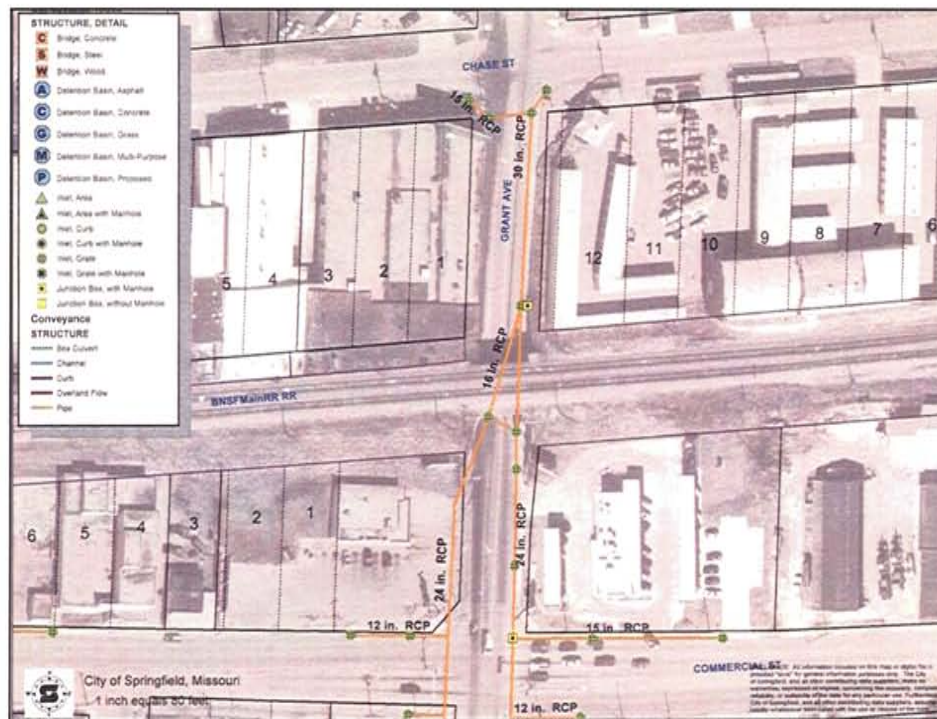 STRUCTURE, DETAIL
C Bridge, Concrete
S Bridge, Steel
W Bridge, Wood
A Detention Basin, Asphalt
C Detention Basin, Concrete
G Detention Basin, Grass
M Detention Basin, Multi-Purpose
P Detention Basin, Proposed
Inlet, Area
Inlet, Area with Manhole
Inlet, Curb
Inlet, Curb with Manhole
Inlet, Grate
Inlet, Grate with Manhole
Junction Box, with Manhole
Junction Box, without Manhole
Conveyance
STRUCTURE
Box Culvert
Channel
Curb
Overland Flow
Pipe
CHASE ST
15 in. RCP
30 in. RCP
GRANT AVE
5 4 3 2 1
12 11 10 9 8 7 6
16 in. RCP
BNSFMainRR RR
6 5 4 3 2 1
24 in. RCP
24 in. RCP
12 in. RCP
15 in. RCP
COMMERCIAL ST
12 in. RCP
S
City of Springfield, Missouri
1 inch equals 80 feet